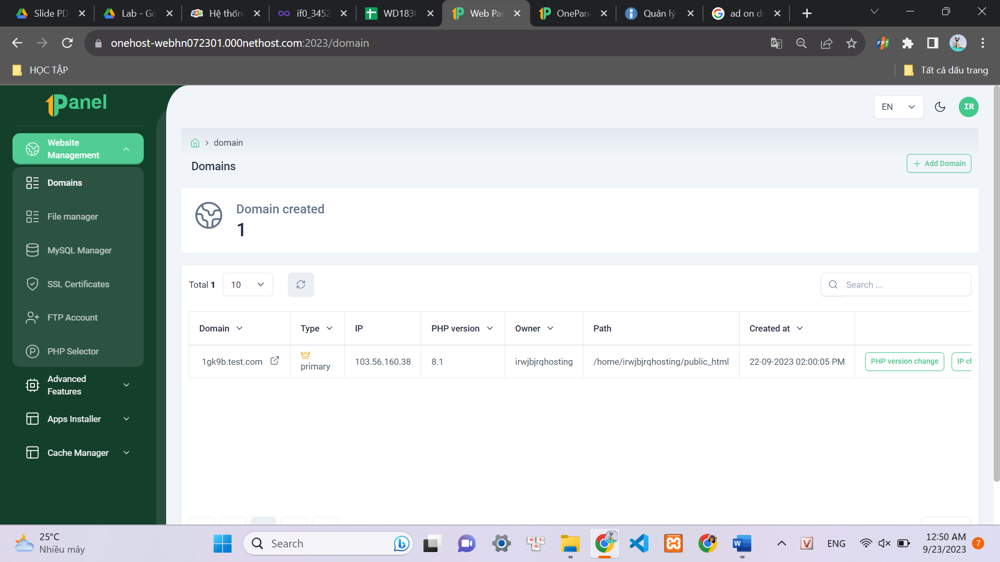 Slide PD
Lab - Go
Hệ thốn
if0_3452
WD1830
Web Pa
OnePan
Quản lý
ad on d
onehost-webhn072301.000nethost.com:2023/domain
FPT
HỌC TẬP
Tất cả dấu trang
1Panel
EN
IR
Website
Management
domain
Domains
Add Domain
Domains
File manager
MySQL Manager
SSL Certificates
FTP Account
PHP Selector
Advanced
Features
Apps Installer
Cache Manager
Domain created
1
Total 1
10
Search ...
Domain Type IP PHP version Owner Path Created at
1gk9b.test.com primary 103.56.160.38 8.1 irwjbjrqhosting /home/irwjbjrqhosting/public_html 22-09-2023 02:00:05 PM PHP version change IP cl
25°C
Nhiều mây
Search
ENG
12:50 AM
9/23/2023
7